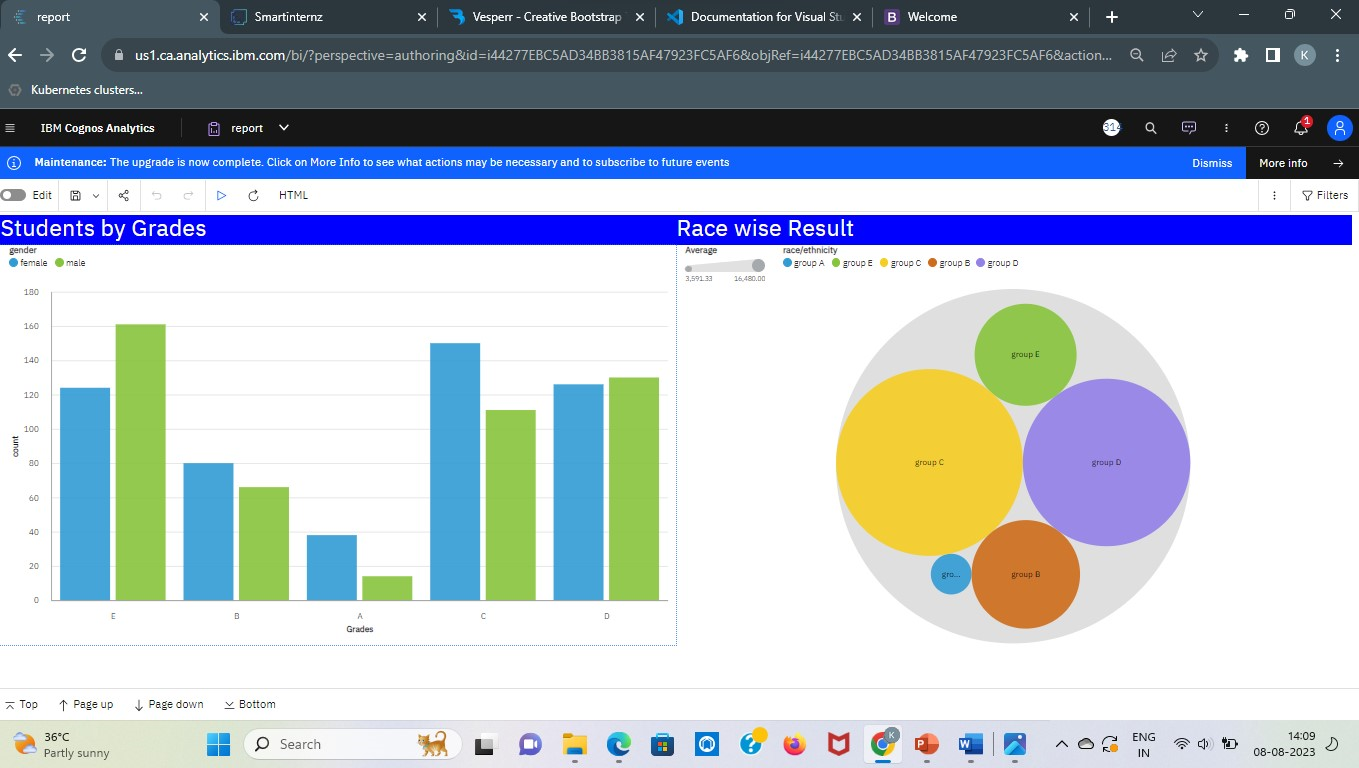 report
Smartinternz
Vesperr - Creative Bootstrap
Documentation for Visual Stu
B Welcome
us1.ca.analytics.ibm.com/bi/?perspective=authoring&id=i44277EBC5AD34BB3815AF47923FC5AF6&objRef=i44277EBC5AD34BB3815AF47923FC5AF6&action...
K
Kubernetes clusters...
IBM Cognos Analytics
report
314
1
Maintenance: The upgrade is now complete. Click on More Info to see what actions may be necessary and to subscribe to future events
Dismiss
More info
Edit
HTML
Filters
Students by Grades
gender
female male
180
160
140
120
100
80
60
40
20
0
count
E B A C D
Grades
Race wise Result
Average
3,591.33 16,480.00
race/ethnicity
group A group E group C group B group D
group E
group C
group D
gro...
group B
Top Page up Page down Bottom
36°C
Partly sunny
Search
K
ENG
IN
14:09
08-08-2023